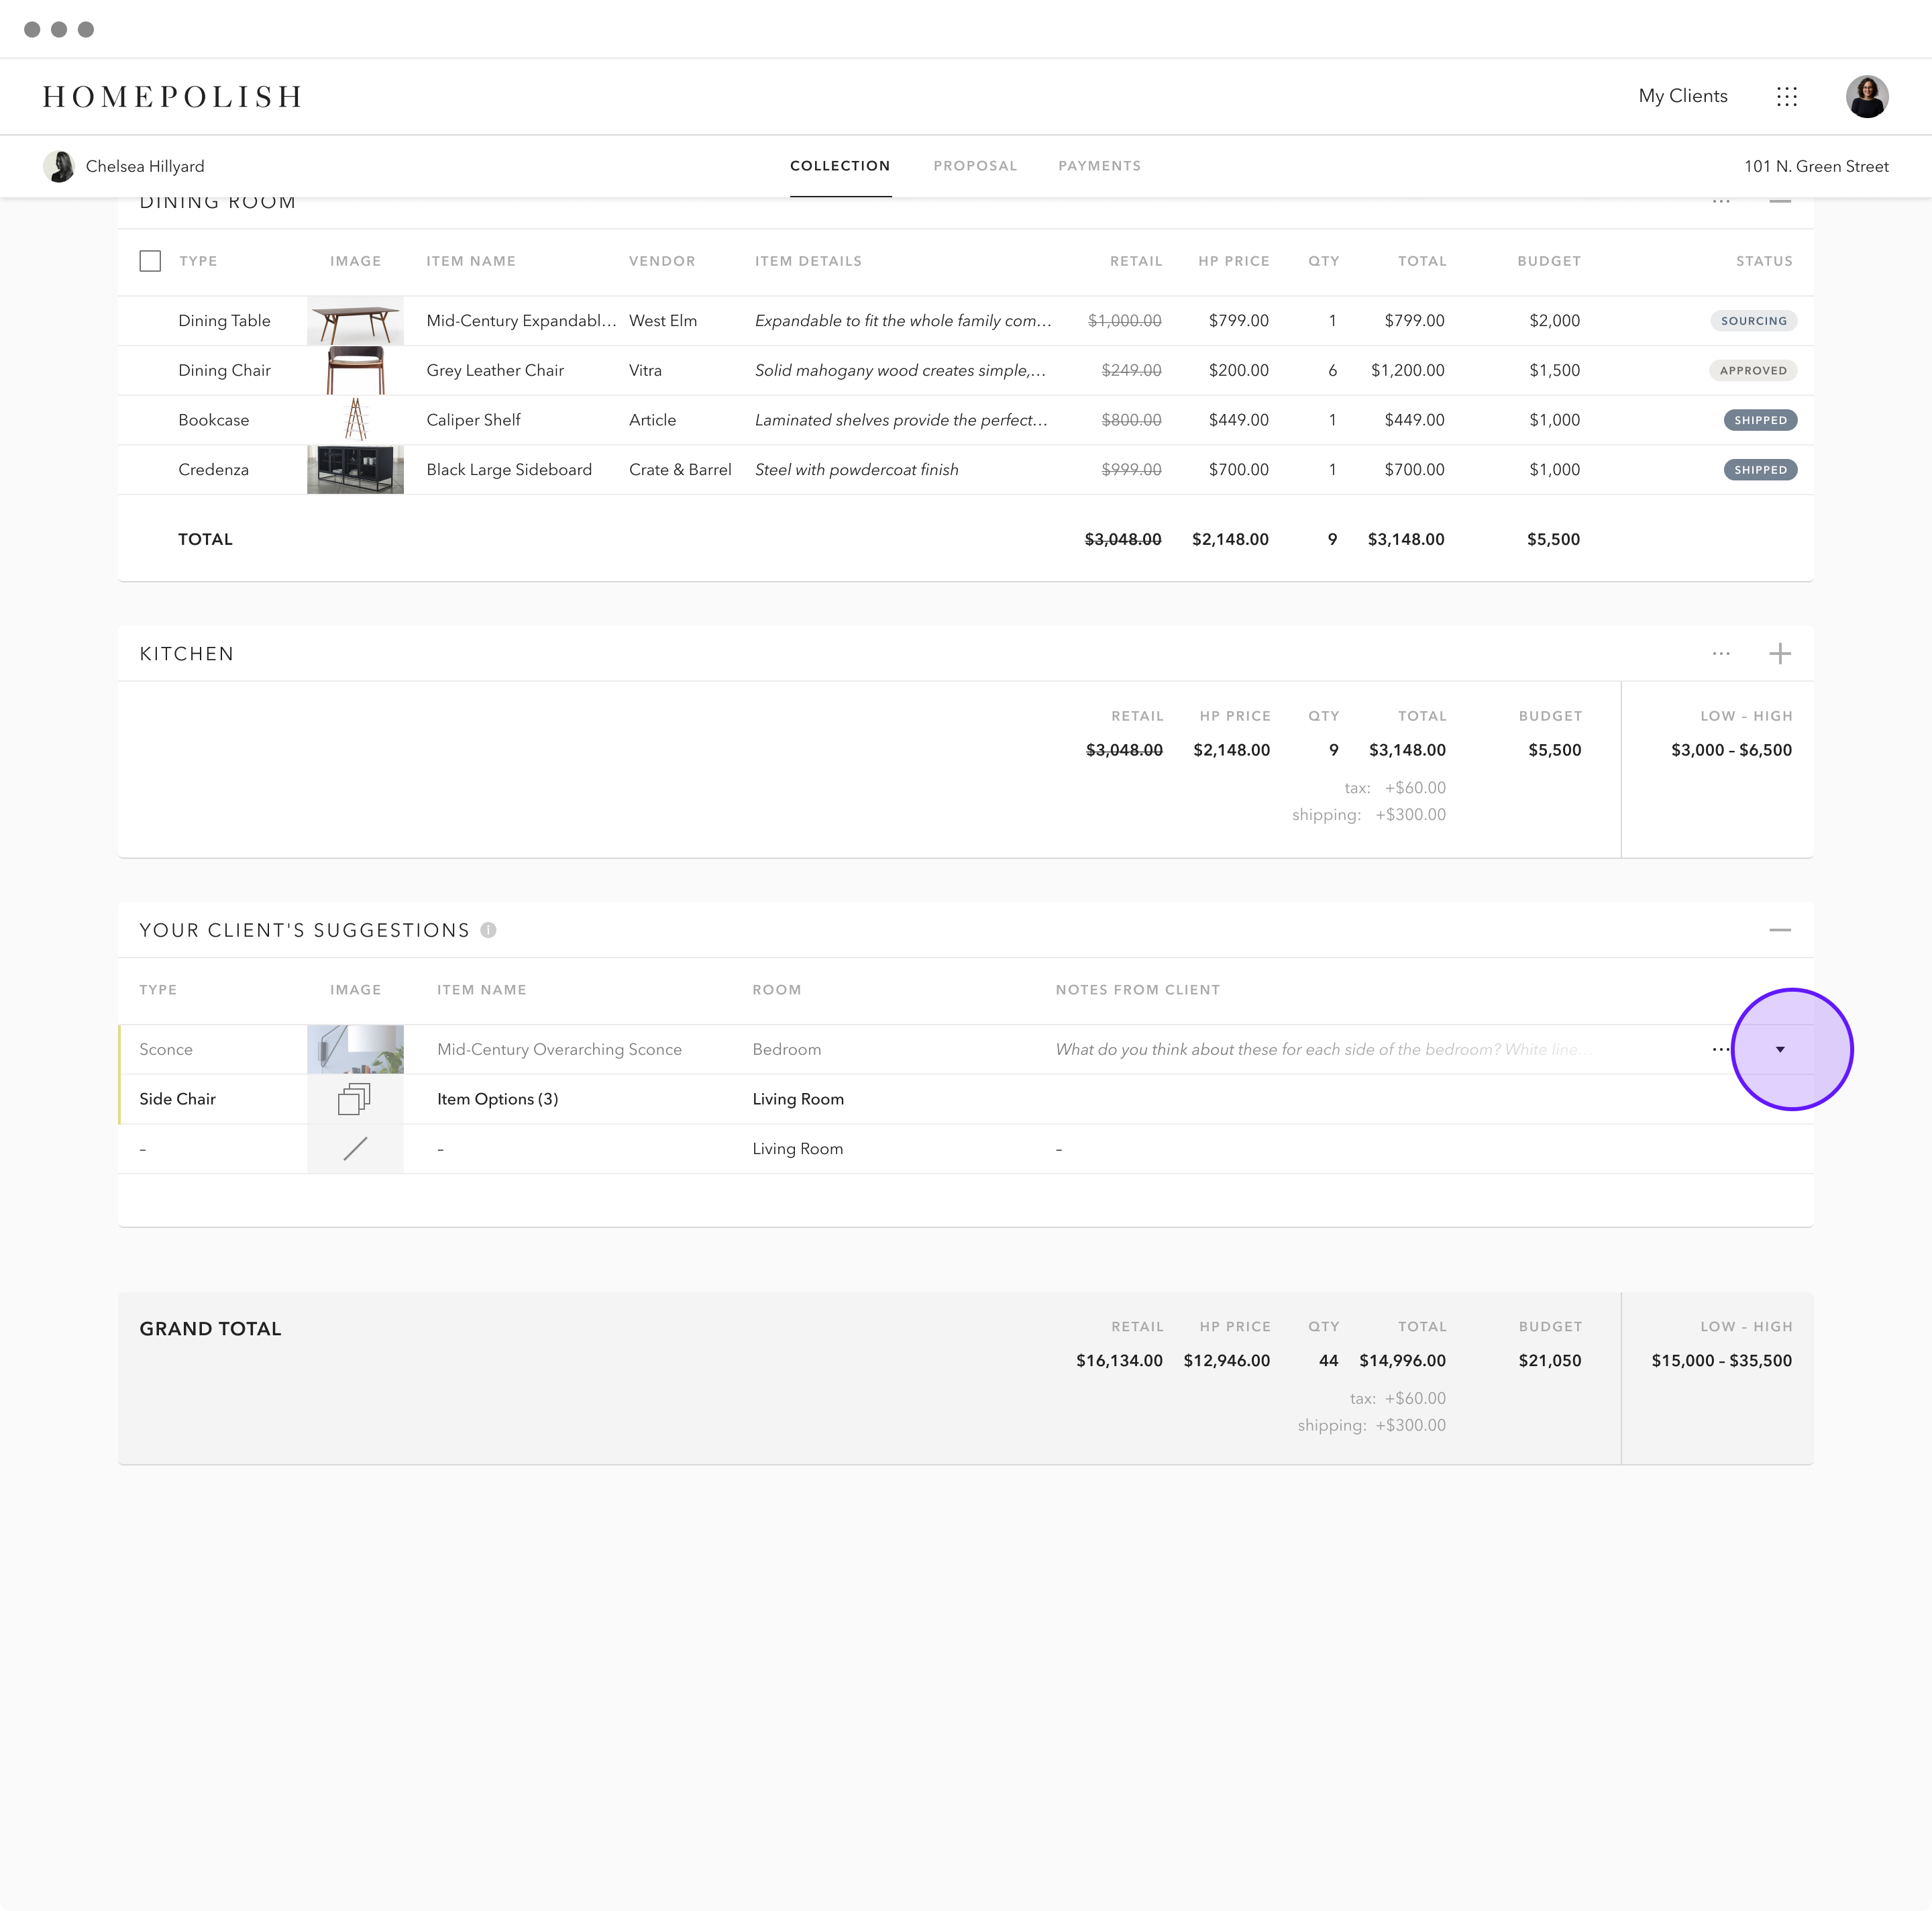 HOMEPOLISH
My Clients
Chelsea Hillyard
COLLECTION
PROPOSAL
PAYMENTS
101 N. Green Street
DINING ROOM
TYPE IMAGE ITEM NAME VENDOR ITEM DETAILS RETAIL HP PRICE QTY TOTAL BUDGET STATUS
Dining Table Mid-Century Expandabl... West Elm Expandable to fit the whole family com... $1,000.00 $799.00 1 $799.00 $2,000 SOURCING
Dining Chair Grey Leather Chair Vitra Solid mahogany wood creates simple,... $249.00 $200.00 6 $1,200.00 $1,500 APPROVED
Bookcase Caliper Shelf Article Laminated shelves provide the perfect... $800.00 $449.00 1 $449.00 $1,000 SHIPPED
Credenza Black Large Sideboard Crate & Barrel Steel with powdercoat finish $999.00 $700.00 1 $700.00 $1,000 SHIPPED
TOTAL $3,048.00 $2,148.00 9 $3,148.00 $5,500
KITCHEN
RETAIL HP PRICE QTY TOTAL BUDGET LOW – HIGH
$3,048.00 $2,148.00 9 $3,148.00 $5,500 $3,000 – $6,500
tax: +$60.00
shipping: +$300.00
YOUR CLIENT'S SUGGESTIONS i
TYPE IMAGE ITEM NAME ROOM NOTES FROM CLIENT
Sconce Mid-Century Overarching Sconce Bedroom What do you think about these for each side of the bedroom? White line...
Side Chair Item Options (3) Living Room
– – Living Room –
GRAND TOTAL
RETAIL HP PRICE QTY TOTAL BUDGET LOW – HIGH
$16,134.00 $12,946.00 44 $14,996.00 $21,050 $15,000 – $35,500
tax: +$60.00
shipping: +$300.00